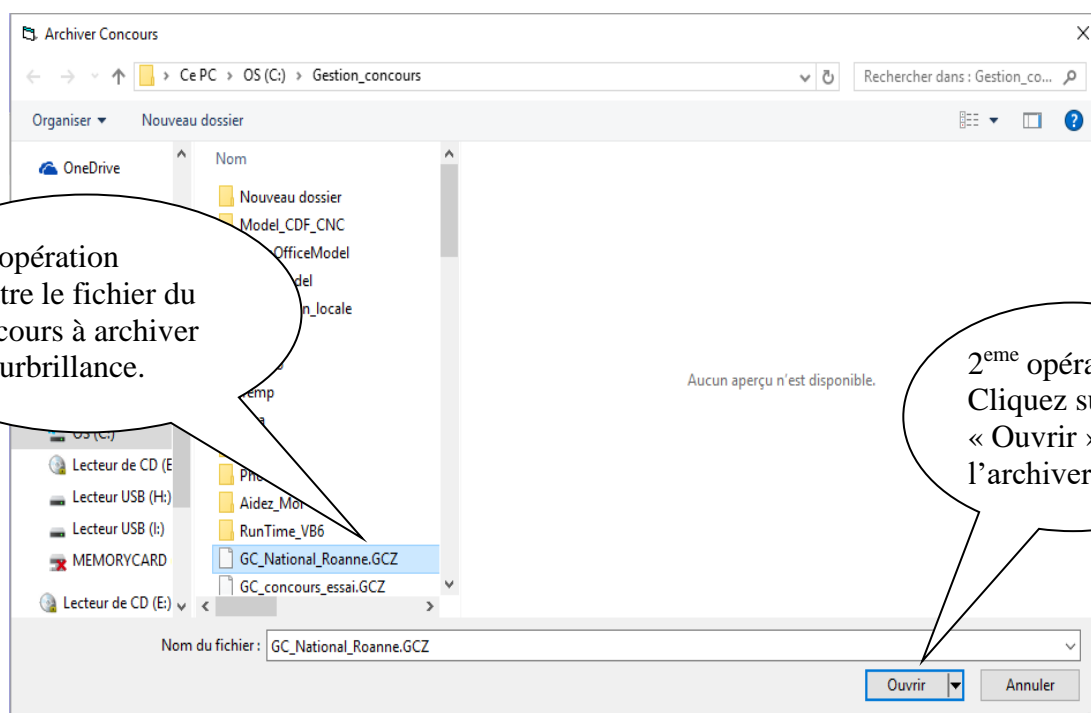 Archiver Concours
Ce PC > OS (C:) > Gestion_concours
Rechercher dans : Gestion_co...
Organiser
Nouveau dossier
OneDrive
OS (C:)
Lecteur de CD (E
Lecteur USB (H:)
Lecteur USB (I:)
MEMORYCARD
Lecteur de CD (E:)
Nom
Nouveau dossier
Model_CDF_CNC
OfficeModel
del
n_locale
emp
Pho
Aidez_Moi
RunTime_VB6
GC_National_Roanne.GCZ
GC_concours_essai.GCZ
Aucun aperçu n'est disponible.
opération
tre le fichier du
cours à archiver
urbrillance.
2eme opéra
Cliquez su
« Ouvrir »
l’archiver
Nom du fichier : GC_National_Roanne.GCZ
Ouvrir
Annuler